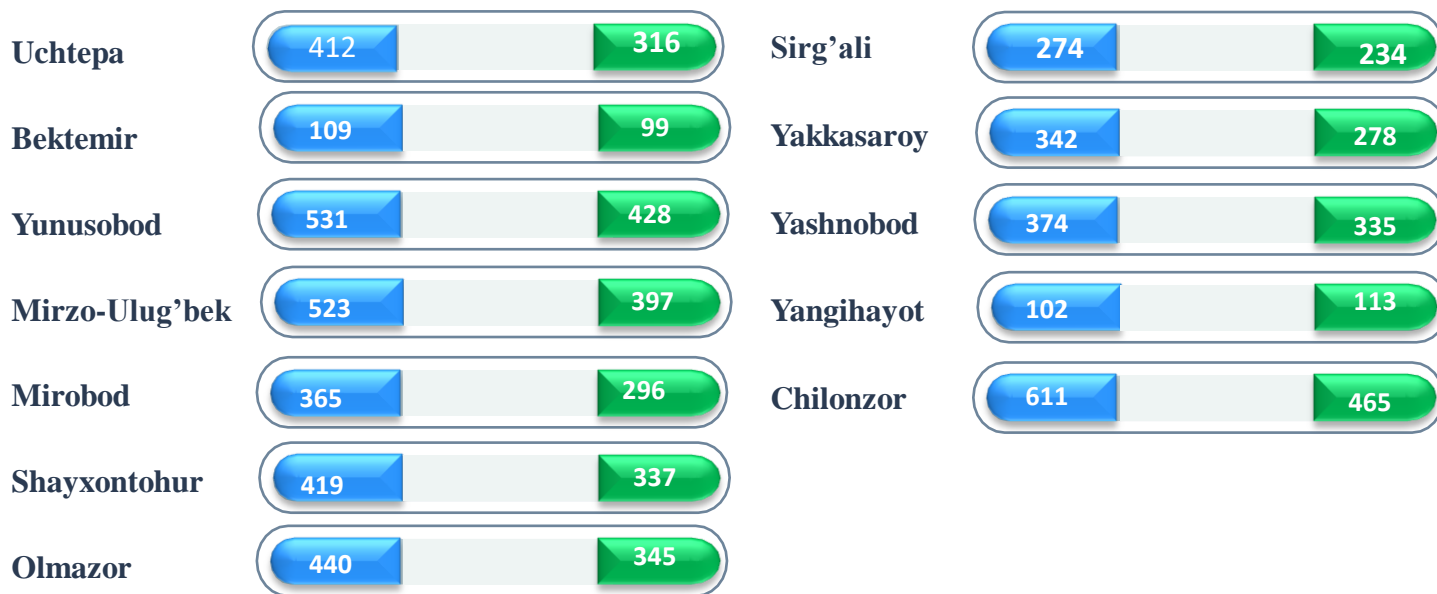 Uchtepa 412 316
Bektemir 109 99
Yunusobod 531 428
Mirzo-Ulug’bek 523 397
Mirobod 365 296
Shayxontohur 419 337
Olmazor 440 345
Sirg’ali 274 234
Yakkasaroy 342 278
Yashnobod 374 335
Yangihayot 102 113
Chilonzor 611 465